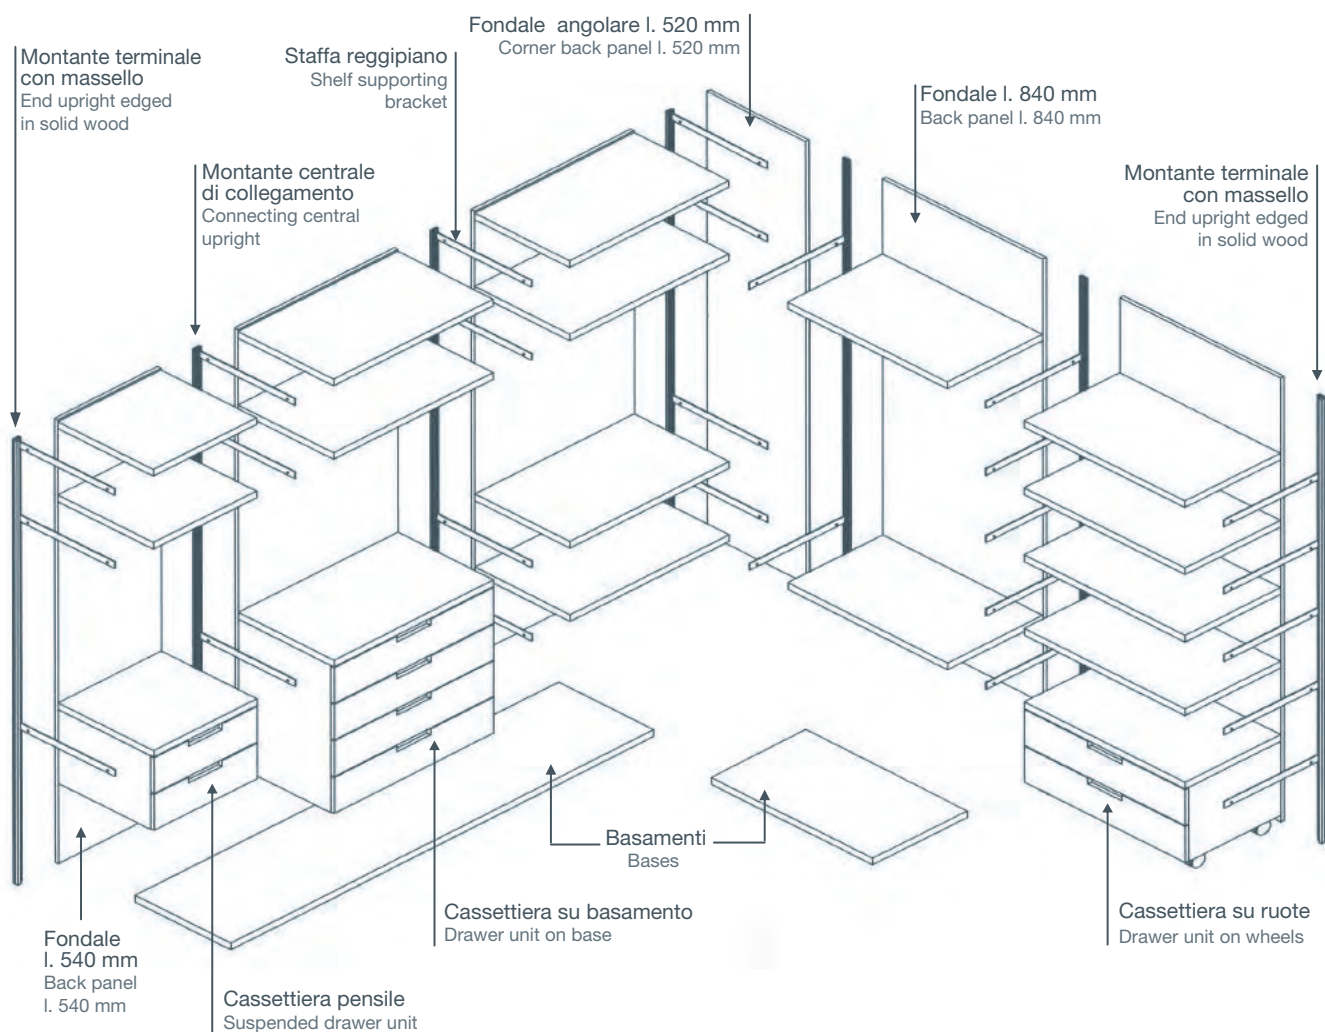 Fondale angolare l. 520 mm
Corner back panel l. 520 mm
Montante terminale
con massello
End upright edged
in solid wood
Staffa reggipiano
Shelf supporting
bracket
Fondale l. 840 mm
Back panel l. 840 mm
Montante centrale
di collegamento
Connecting central
upright
Montante terminale
con massello
End upright edged
in solid wood
Basamenti
Bases
Cassettiera su basamento
Drawer unit on base
Cassettiera su ruote
Drawer unit on wheels
Fondale
l. 540 mm
Back panel
l. 540 mm
Cassettiera pensile
Suspended drawer unit